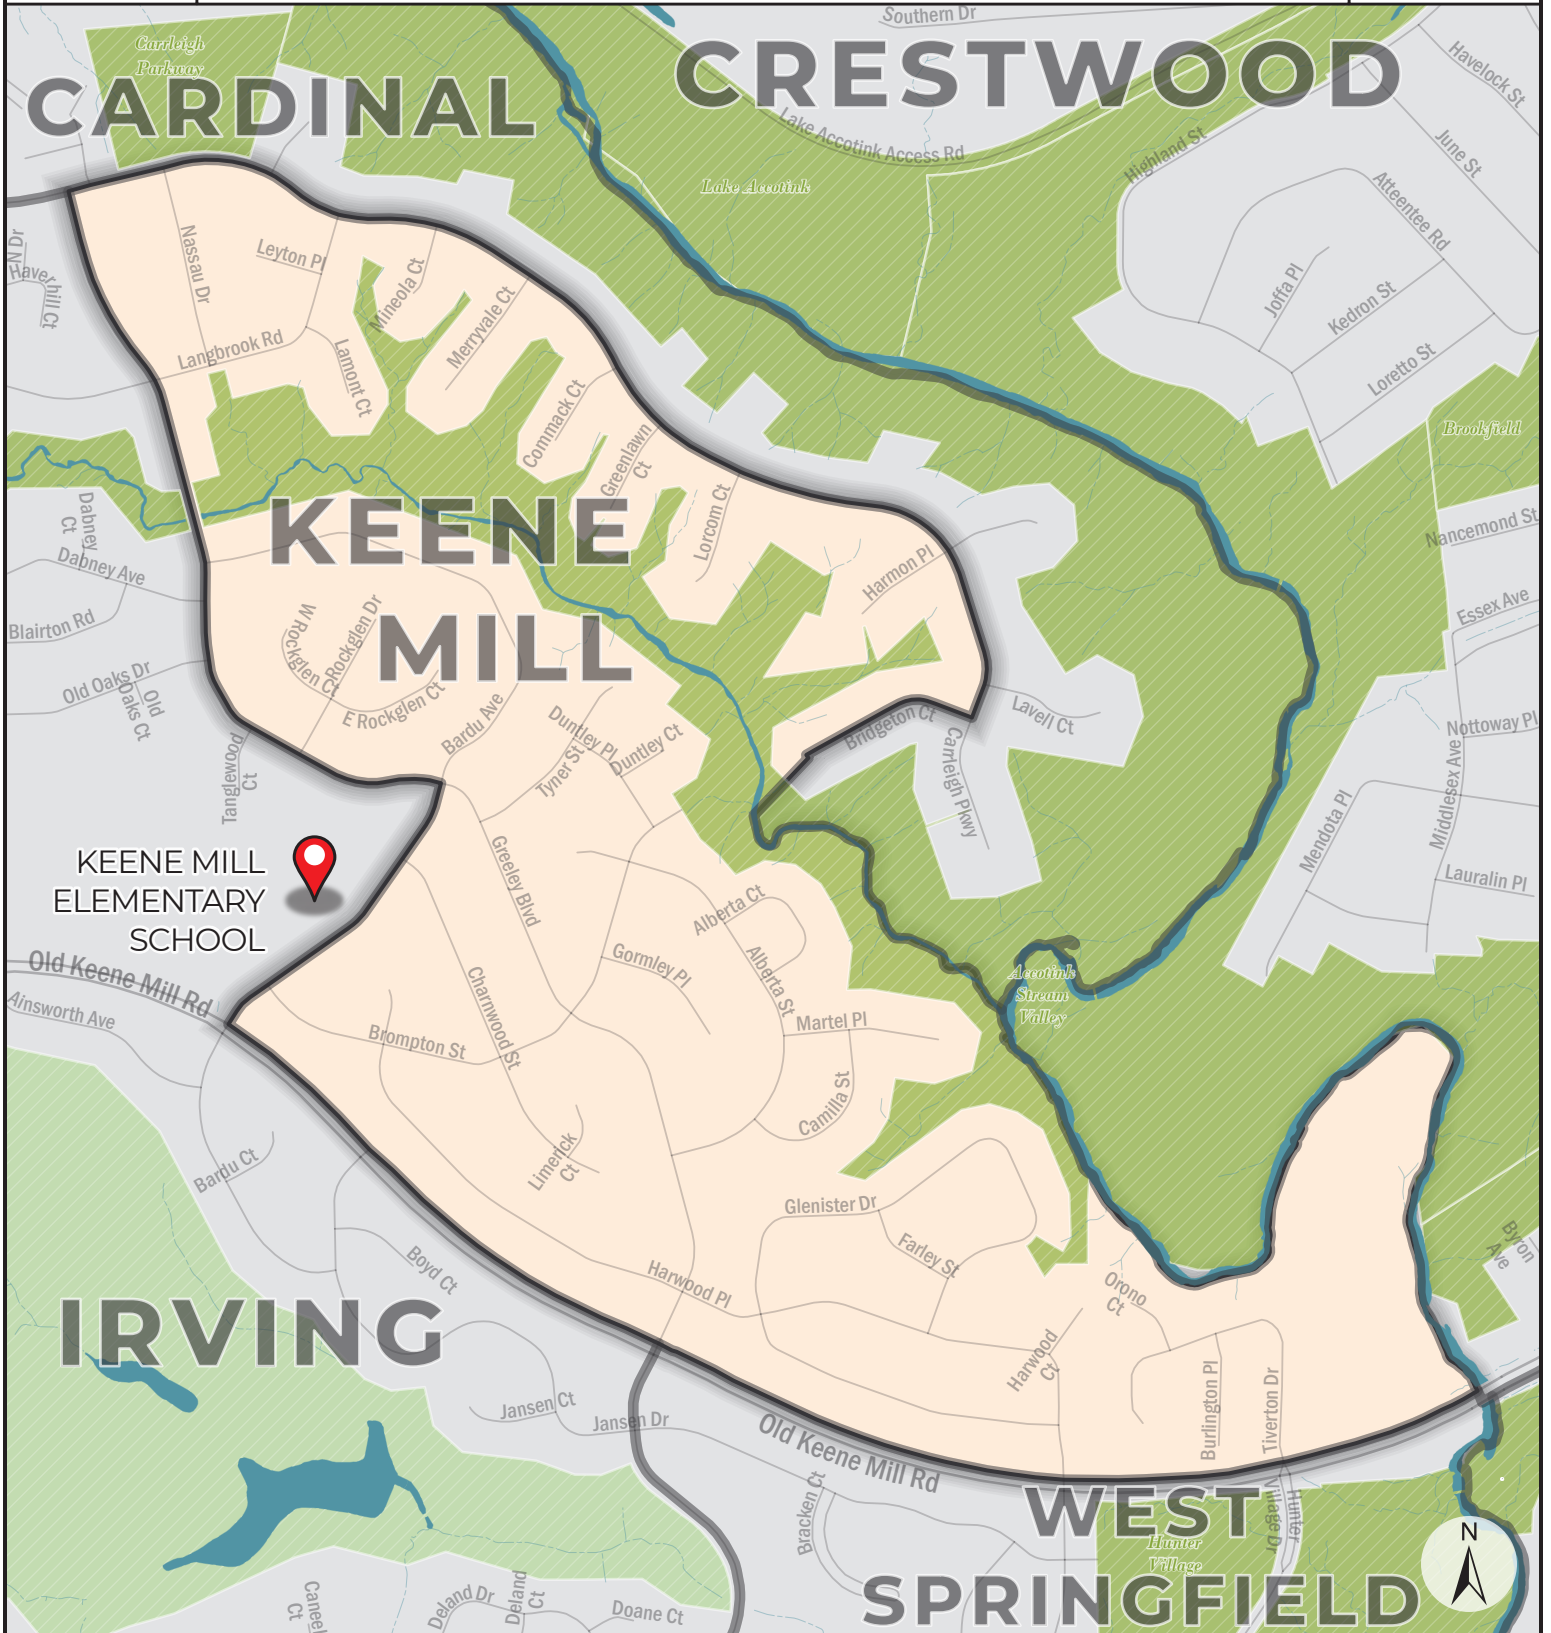 Southern Dr
Carrleigh
Parkway
CRESTWOOD
Havelock St
CARDINAL
Lake Accotink Access Rd
Highland St
June St
Lake Accotink
Atteentee Rd
N Dr
Haverhill Ct
Nassau Dr
Leyton Pl
Mineola Ct
Merryvale Ct
Joffa Pl
Kedron St
Langbrook Rd
Lamont Ct
Loretto St
Commack Ct
Greenlawn
Ct
Brookfield
Lorcom Ct
Nancemond St
Dabney
Ct
KEENE
MILL
Dabney Ave
Harmon Pl
Essex Ave
Blairton Rd
W Rockglen Ct
Rockglen Dr
E Rockglen Ct
Old Oaks Dr
Old
Oaks Ct
Bardu Ave
Duntley Pl
Duntley Ct
Tyner St
Bridgeton Ct
Lavell Ct
Carrleigh Pkwy
Nottoway Pl
Middlesex Ave
Tanglewood
Ct
Mendota Pl
KEENE MILL
ELEMENTARY
SCHOOL
Greeley Blvd
Lauralin Pl
Alberta Ct
Alberta St
Gormley Pl
Old Keene Mill Rd
Ainsworth Ave
Charnwood St
Accotink
Stream
Valley
Martel Pl
Brompton St
Camilla St
Limerick
Ct
Bardu Ct
Glenister Dr
Farley St
Byron
Ave
Boyd Ct
Harwood Pl
Orono
Ct
IRVING
Harwood
Ct
Burlington Pl
Tiverton Dr
Jansen Ct
Jansen Dr
Old Keene Mill Rd
Bracken Ct
WEST
SPRINGFIELD
Hunter
Village Dr
Hunter
Village
N
Deland Dr
Deland
Ct
Doane Ct
Ct